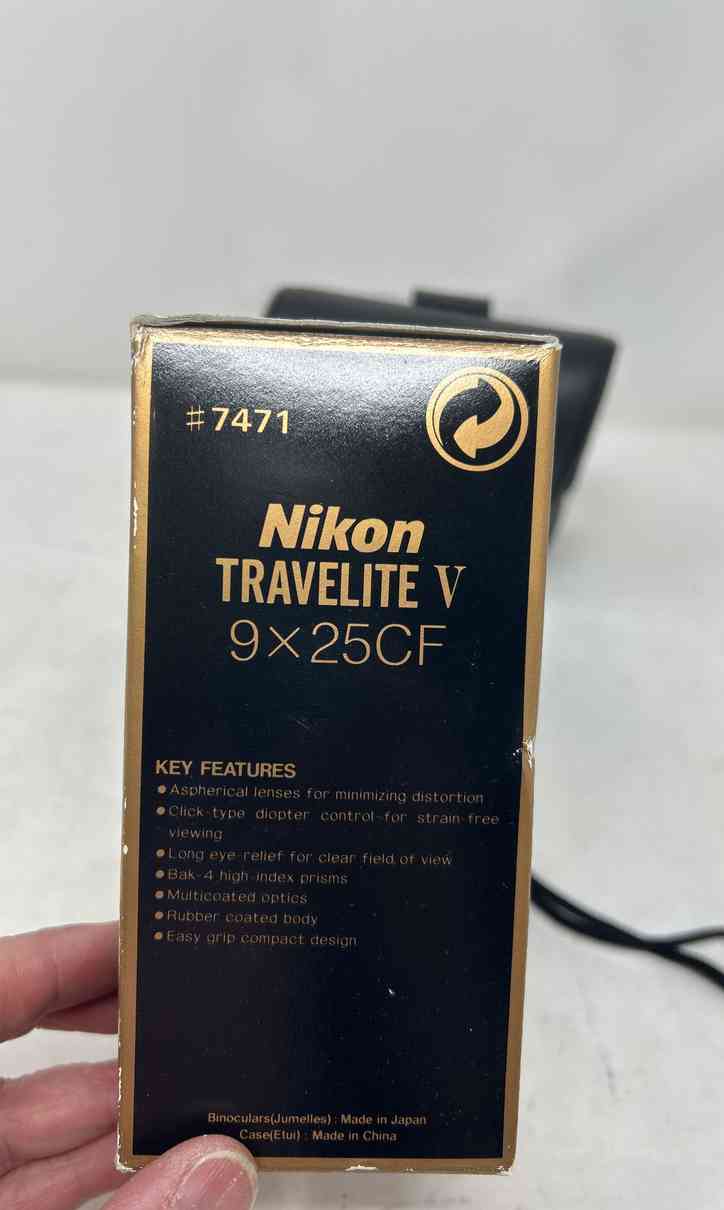 #7471
Nikon
TRAVELITE V
9×25CF
KEY FEATURES
●Aspherical lenses for minimizing distortion
●Click-type diopter control for strain-free
viewing
●Long eye-relief for clear field of view
●Bak-4 high-index prisms
●Multicoated optics
●Rubber coated body
●Easy grip compact design
Binoculars(Jumelles) : Made in Japan
Case(Etui) : Made in China